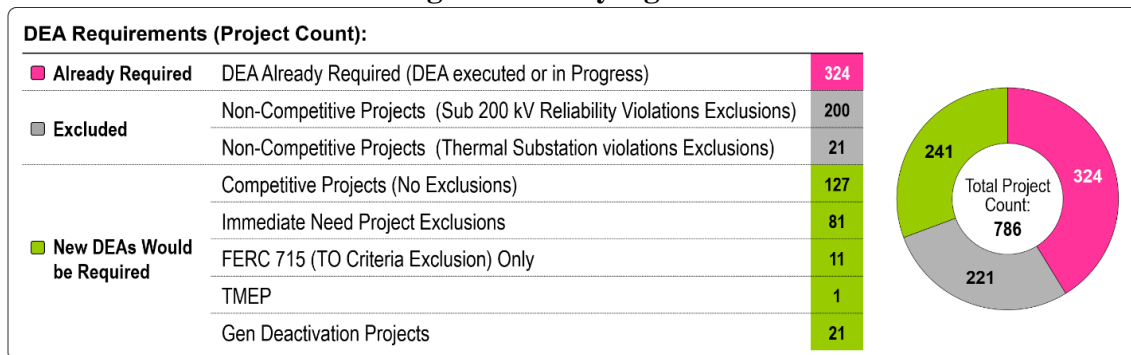 DEA Requirements (Project Count):
Already Required DEA Already Required (DEA executed or in Progress) 324
Excluded Non-Competitive Projects (Sub 200 kV Reliability Violations Exclusions) 200
Non-Competitive Projects (Thermal Substation violations Exclusions) 21
New DEAs Would be Required Competitive Projects (No Exclusions) 127
Immediate Need Project Exclusions 81
FERC 715 (TO Criteria Exclusion) Only 11
TMEP 1
Gen Deactivation Projects 21
241
324
221
Total Project
Count:
786